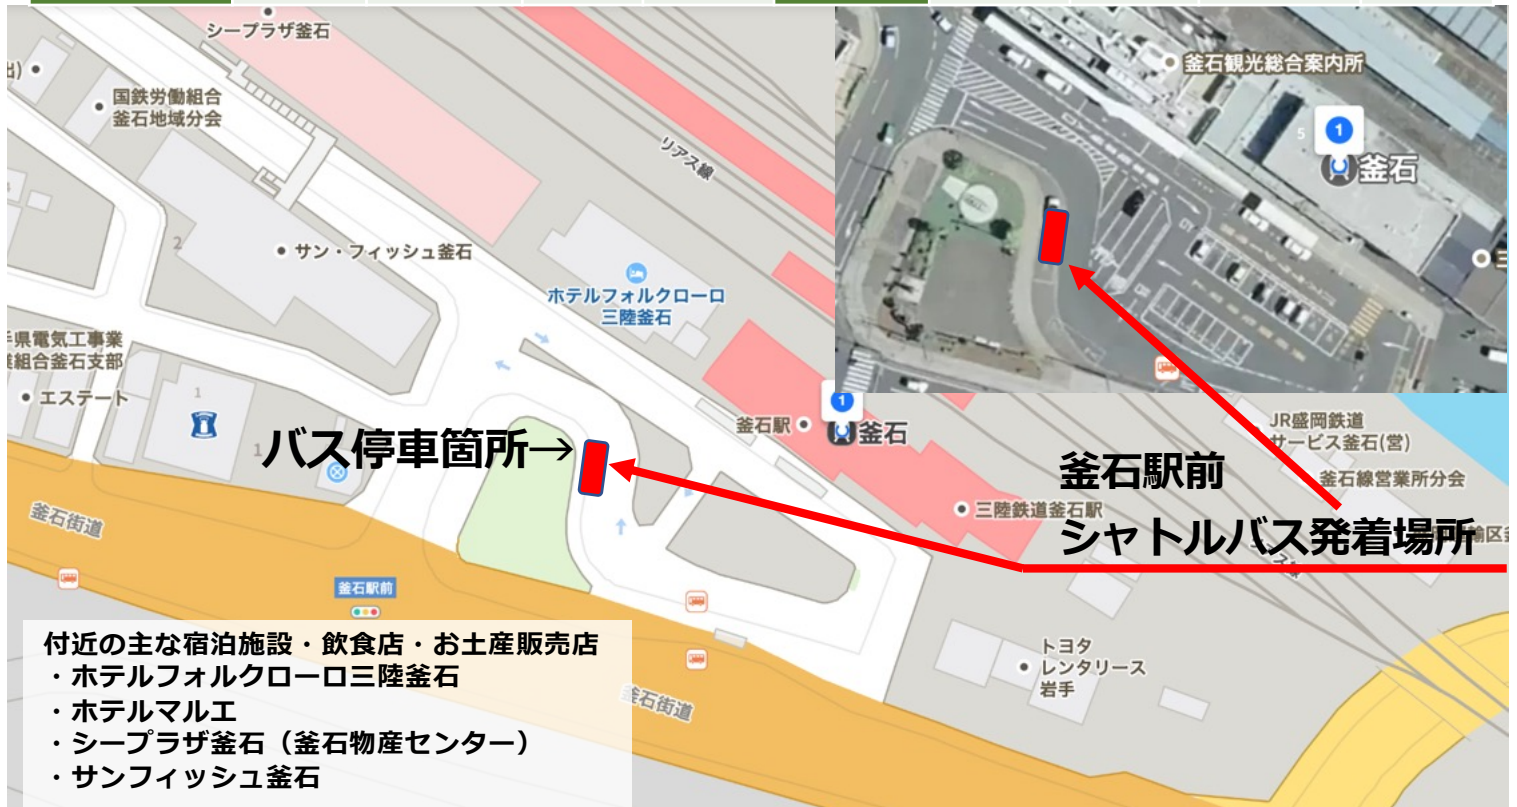 シープラザ釜石
国鉄労働組合
釜石地域分会
リアス線
2
サン・フィッシュ釜石
ホテルフォルクローロ
三陸釜石
県電気工事業
組合釜石支部
エステート
1
1
バス停車箇所→
釜石駅
1
釜石
三陸鉄道釜石駅
釜石街道
釜石駅前
釜石街道
釜石観光総合案内所
5
1
釜石
三
JR盛岡鉄道
サービス釜石(営)
釜石線営業所分会
釜石駅前
シャトルバス発着場所
トヨタ
レンタリース
岩手
付近の主な宿泊施設・飲食店・お土産販売店
・ホテルフォルクローロ三陸釜石
・ホテルマルエ
・シープラザ釜石（釜石物産センター）
・サンフィッシュ釜石